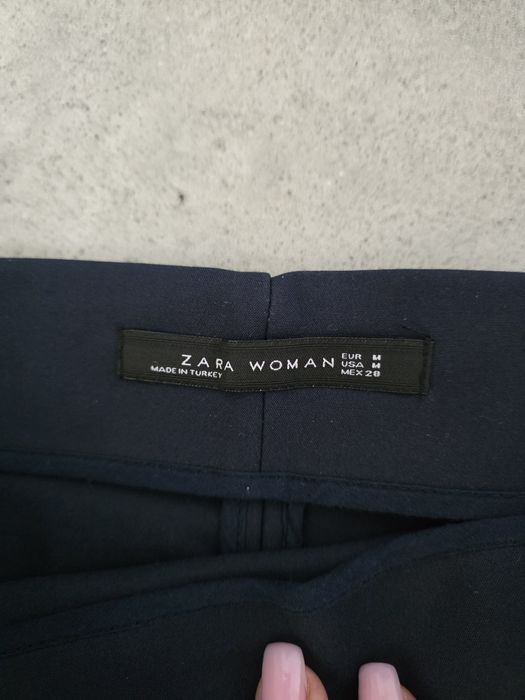 ZARA WOMAN
MADE IN TURKEY
EUR M
USA M
MEX 28